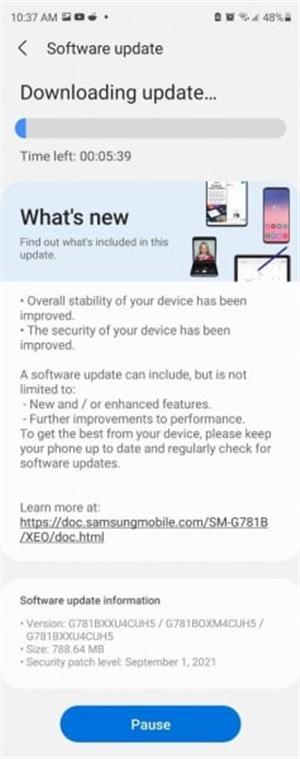 10:37 AM
48%
Software update
Downloading update...
Time left: 00:05:39
What's new
Find out what's included in this
update.
• Overall stability of your device has been
improved.
• The security of your device has been
improved.
A software update can include, but is not
limited to:
- New and / or enhanced features.
- Further improvements to performance.
To get the best from your device, please keep
your phone up to date and regularly check for
software updates.
Learn more at:
https://doc.samsungmobile.com/SM-G781B
/XEO/doc.html
Software update information
• Version: G781BXXU4CUH5 / G781BOXM4CUH5 /
G781BXXU4CUH5
• Size: 788.64 MB
• Security patch level: September 1, 2021
Pause